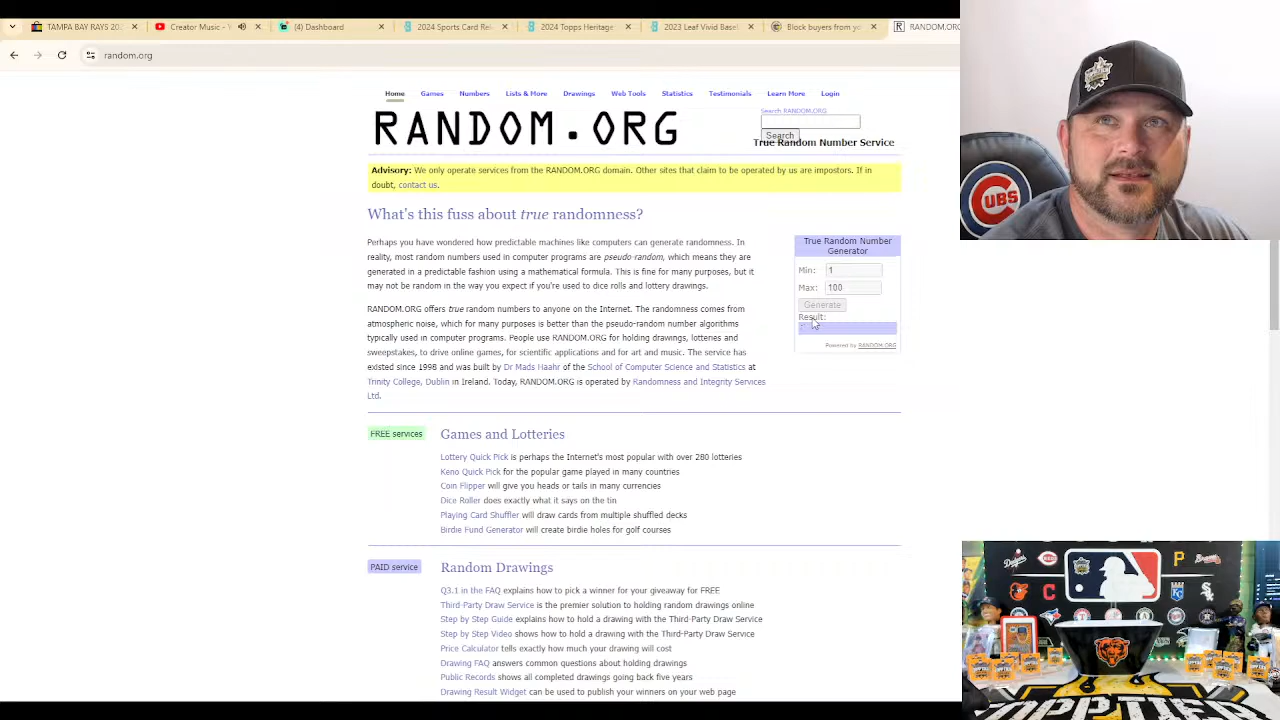 TAMPA BAY RAYS 20
Creator Music -
(4) Dashboard
2024 Sports Card Rele
2024 Topps Heritage
2023 Leaf Vivid Base
Block buyers from y
RANDOM.ORG
random.org
Home Games Numbers Lists & More Drawings Web Tools Statistics Testimonials Learn More Login
Search RANDOM.ORG
RANDOM.ORG
Search
True Random Number Service
Advisory: We only operate services from the RANDOM.ORG domain. Other sites that claim to be operated by us are impostors. If in
doubt, contact us.
What's this fuss about true randomness?
Perhaps you have wondered how predictable machines like computers can generate randomness. In
reality, most random numbers used in computer programs are pseudo-random, which means they are
generated in a predictable fashion using a mathematical formula. This is fine for many purposes, but it
may not be random in the way you expect if you're used to dice rolls and lottery drawings.
RANDOM.ORG offers true random numbers to anyone on the Internet. The randomness comes from
atmospheric noise, which for many purposes is better than the pseudo-random number algorithms
typically used in computer programs. People use RANDOM.ORG for holding drawings, lotteries and
sweepstakes, to drive online games, for scientific applications and for art and music. The service has
existed since 1998 and was built by Dr Mads Haahr of the School of Computer Science and Statistics at
Trinity College, Dublin in Ireland. Today, RANDOM.ORG is operated by Randomness and Integrity Services
Ltd.
True Random Number
Generator
Min: 1
Max: 100
Generate
Result:
Powered by RANDOM.ORG
FREE services
Games and Lotteries
Lottery Quick Pick is perhaps the Internet's most popular with over 280 lotteries
Keno Quick Pick for the popular game played in many countries
Coin Flipper will give you heads or tails in many currencies
Dice Roller does exactly what it says on the tin
Playing Card Shuffler will draw cards from multiple shuffled decks
Birdie Fund Generator will create birdie holes for golf courses
PAID service
Random Drawings
Q3.1 in the FAQ explains how to pick a winner for your giveaway for FREE
Third-Party Draw Service is the premier solution to holding random drawings online
Step by Step Guide explains how to hold a drawing with the Third-Party Draw Service
Step by Step Video shows how to hold a drawing with the Third-Party Draw Service
Price Calculator tells exactly how much your drawing will cost
Drawing FAQ answers common questions about holding drawings
Public Records shows all completed drawings going back five years
Drawing Result Widget can be used to publish your winners on your web page
CUBS